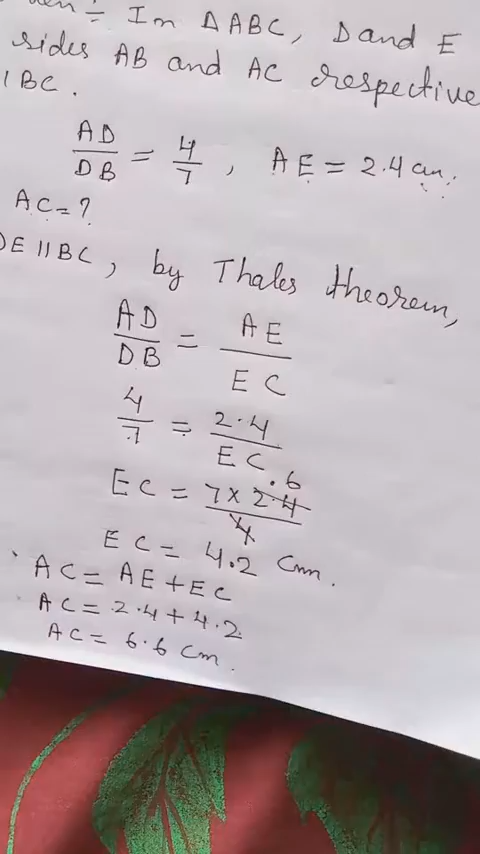 ÷ In ΔABC, D and E
sides AB and AC respective
BC.
AD/DB = 4/7, AE = 2.4 cm.
AC = ?
DE || BC, by Thales theorem,
AD/DB = AE/EC
4/7 = 2.4/EC
EC = 7 × 2.4/4 .6
EC = 4.2 Cm.
AC = AE + EC
AC = 2.4 + 4.2
AC = 6.6 Cm.